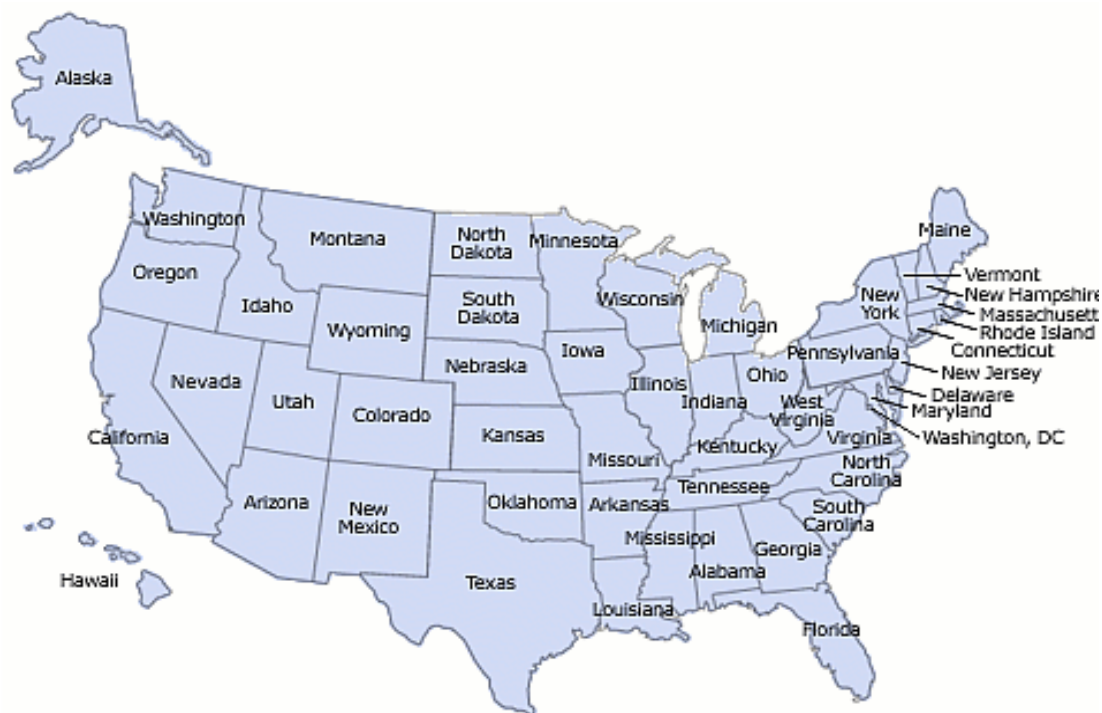 Alaska
Washington
Montana
North
Dakota
Minnesota
Maine
Oregon
Idaho
Wyoming
South
Dakota
Wisconsin
Michigan
New
York
Vermont
New Hampshire
Massachusett
Rhode Island
Connecticut
New Jersey
Delaware
Maryland
Washington, DC
Nevada
Utah
Colorado
Nebraska
Iowa
Illinois
Indiana
Ohio
Pennsylvania
West
Virginia
Virginia
California
Kansas
Missouri
Kentucky
North
Carolina
Tennessee
South
Carolina
Arizona
New
Mexico
Oklahoma
Arkansas
Mississippi
Alabama
Georgia
Hawaii
Texas
Louisiana
Florida